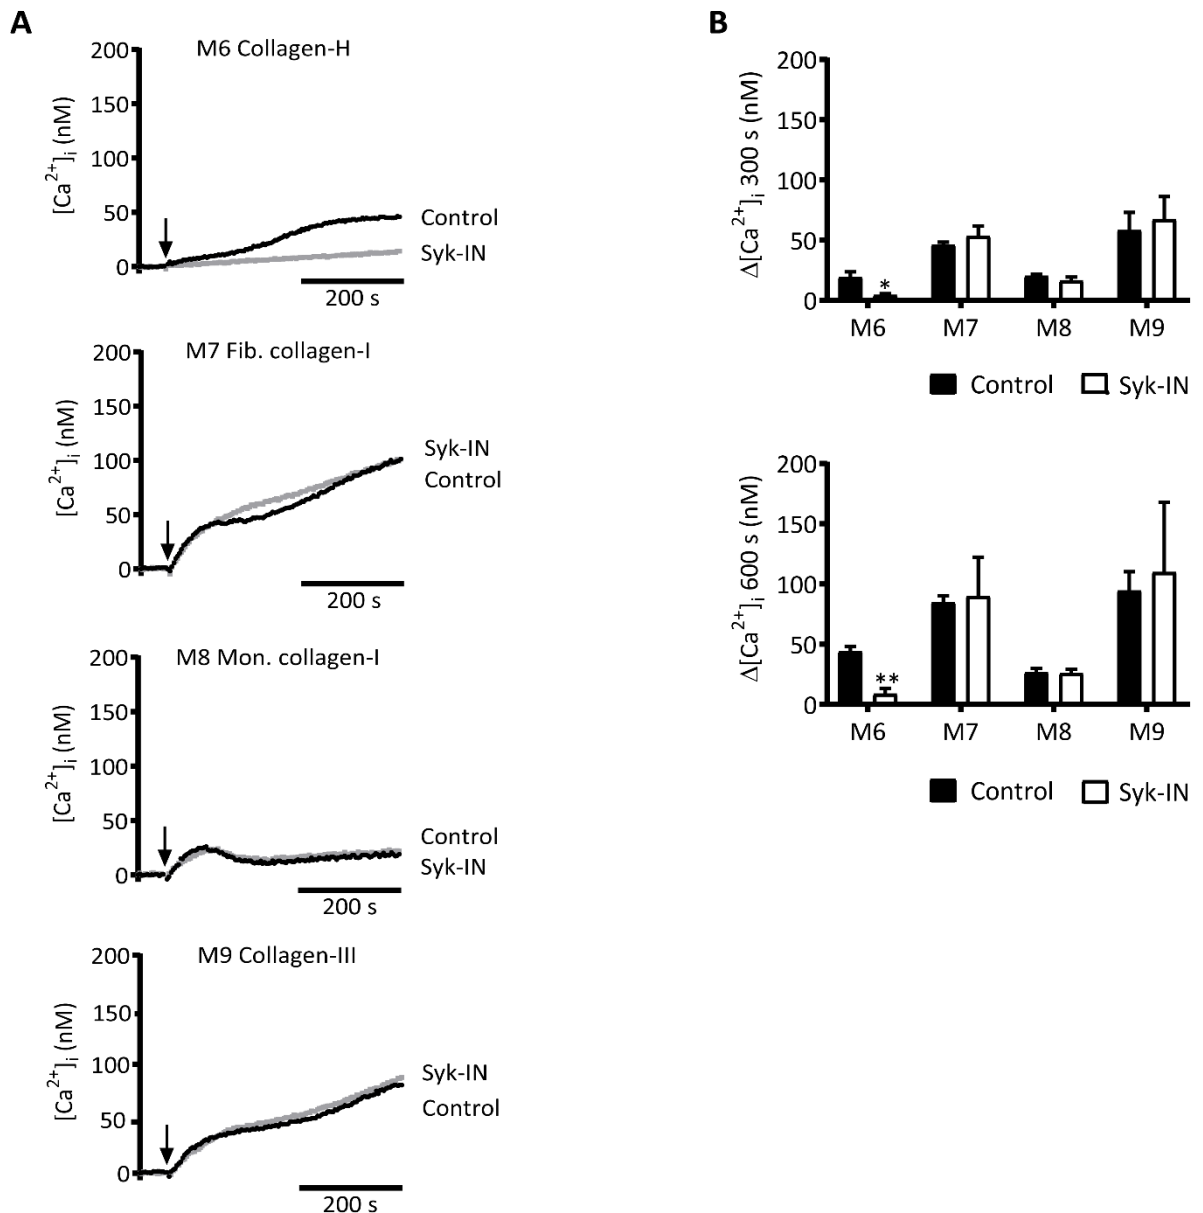 A
M6 Collagen-H
200
150
100
50
0
[Ca2+]i (nM)
Control
Syk-IN
200 s
M7 Fib. collagen-I
200
150
100
50
0
[Ca2+]i (nM)
Syk-IN
Control
200 s
M8 Mon. collagen-I
200
150
100
50
0
[Ca2+]i (nM)
Control
Syk-IN
200 s
M9 Collagen-III
200
150
100
50
0
[Ca2+]i (nM)
Syk-IN
Control
200 s
B
200
150
100
50
0
Δ[Ca2+]i 300 s (nM)
*
M6 M7 M8 M9
Control Syk-IN
200
150
100
50
0
Δ[Ca2+]i 600 s (nM)
**
M6 M7 M8 M9
Control Syk-IN